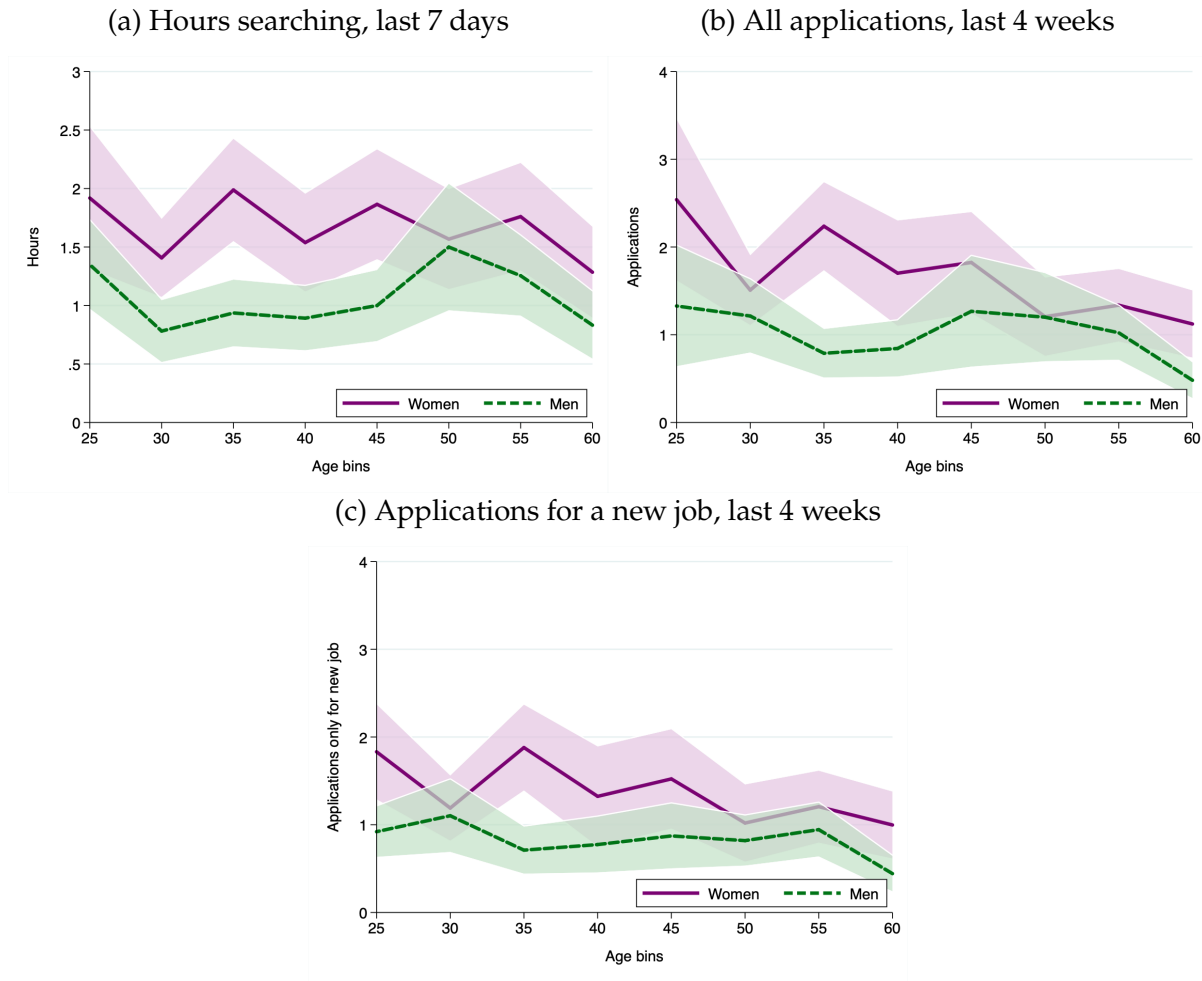 (a) Hours searching, last 7 days
3
2.5
2
1.5
1
.5
0
Hours
25 30 35 40 45 50 55 60
Age bins
Women Men
(b) All applications, last 4 weeks
4
3
2
1
0
Applications
25 30 35 40 45 50 55 60
Age bins
Women Men
(c) Applications for a new job, last 4 weeks
4
3
2
1
0
Applications only for new job
25 30 35 40 45 50 55 60
Age bins
Women Men